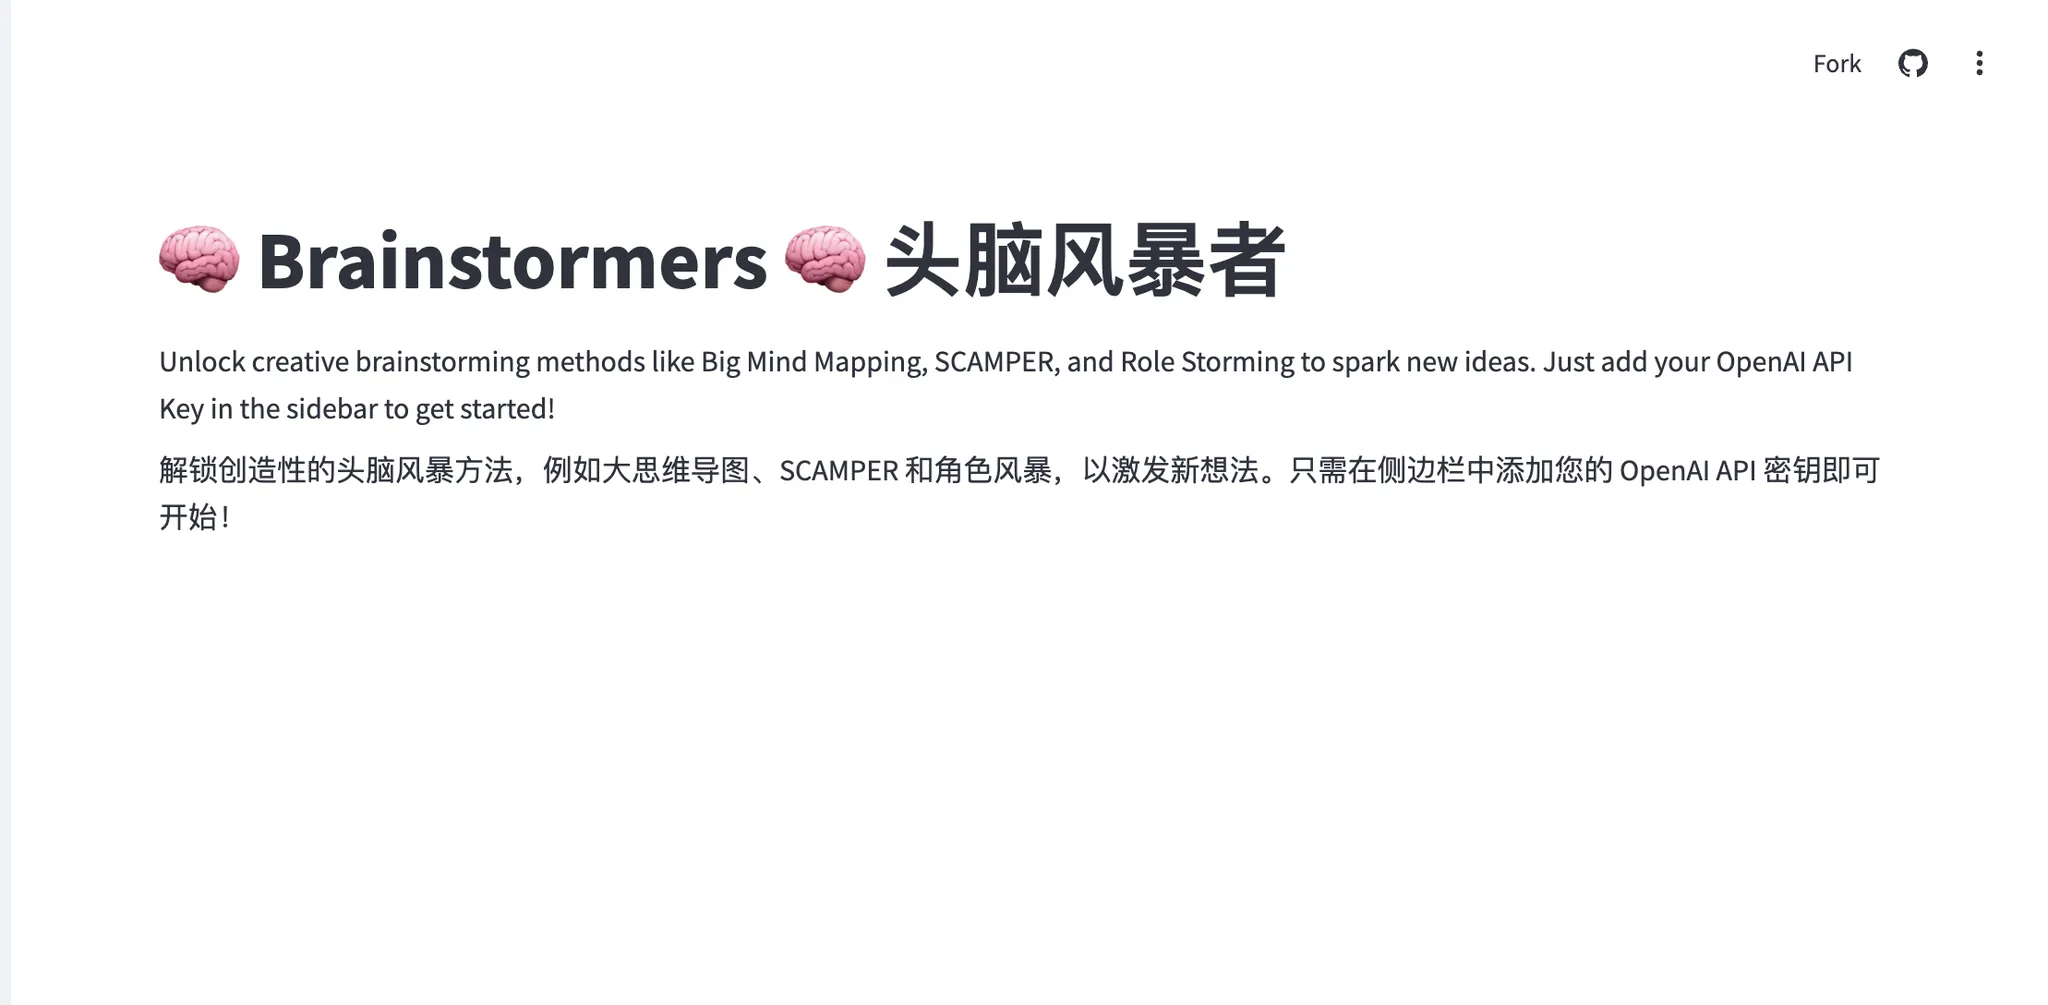 Fork
🧠 Brainstormers 🧠 头脑风暴者
Unlock creative brainstorming methods like Big Mind Mapping, SCAMPER, and Role Storming to spark new ideas. Just add your OpenAI API
Key in the sidebar to get started!
解锁创造性的头脑风暴方法，例如大思维导图、SCAMPER 和角色风暴，以激发新想法。只需在侧边栏中添加您的 OpenAI API 密钥即可
开始！